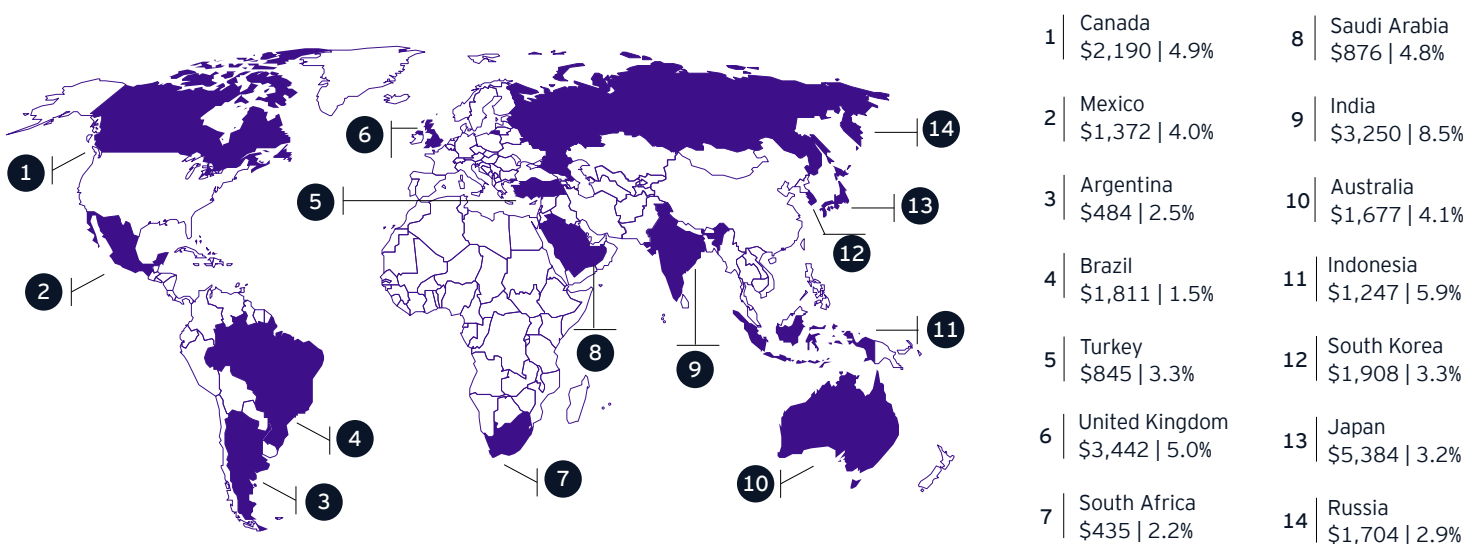 1
2
3
4
5
6
7
8
9
10
11
12
13
14
1
Canada
$2,190 | 4.9%
2
Mexico
$1,372 | 4.0%
3
Argentina
$484 | 2.5%
4
Brazil
$1,811 | 1.5%
5
Turkey
$845 | 3.3%
6
United Kingdom
$3,442 | 5.0%
7
South Africa
$435 | 2.2%
8
Saudi Arabia
$876 | 4.8%
9
India
$3,250 | 8.5%
10
Australia
$1,677 | 4.1%
11
Indonesia
$1,247 | 5.9%
12
South Korea
$1,908 | 3.3%
13
Japan
$5,384 | 3.2%
14
Russia
$1,704 | 2.9%